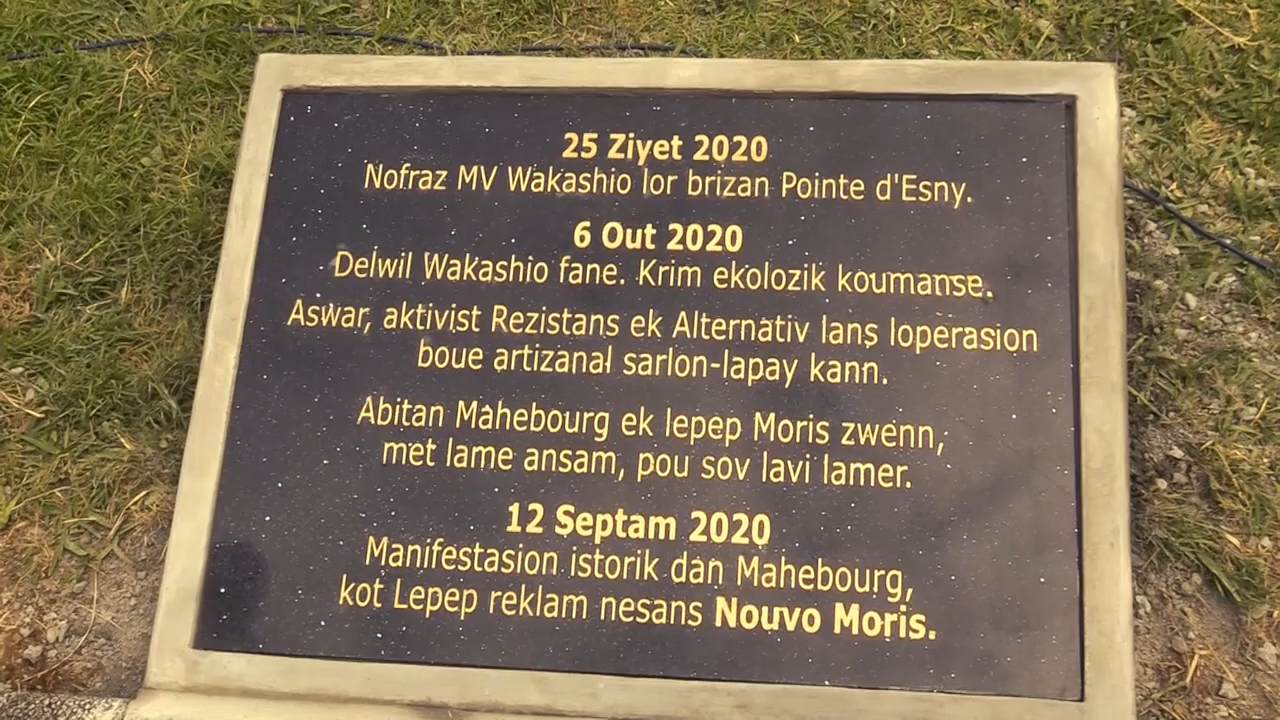 25 Ziyet 2020
Nofraz MV Wakashio lor brizan Pointe d'Esny.
6 Out 2020
Delwil Wakashio fane. Krim ekolozik koumanse.
Aswar, aktivist Rezistans ek Alternativ lans loperasion
boue artizanal sarlon-lapay kann.
Abitan Mahebourg ek lepep Moris zwenn,
met lame ansam, pou sov lavi lamer.
12 Septam 2020
Manifestasion istorik dan Mahebourg,
kot Lepep reklam nesans Nouvo Moris.